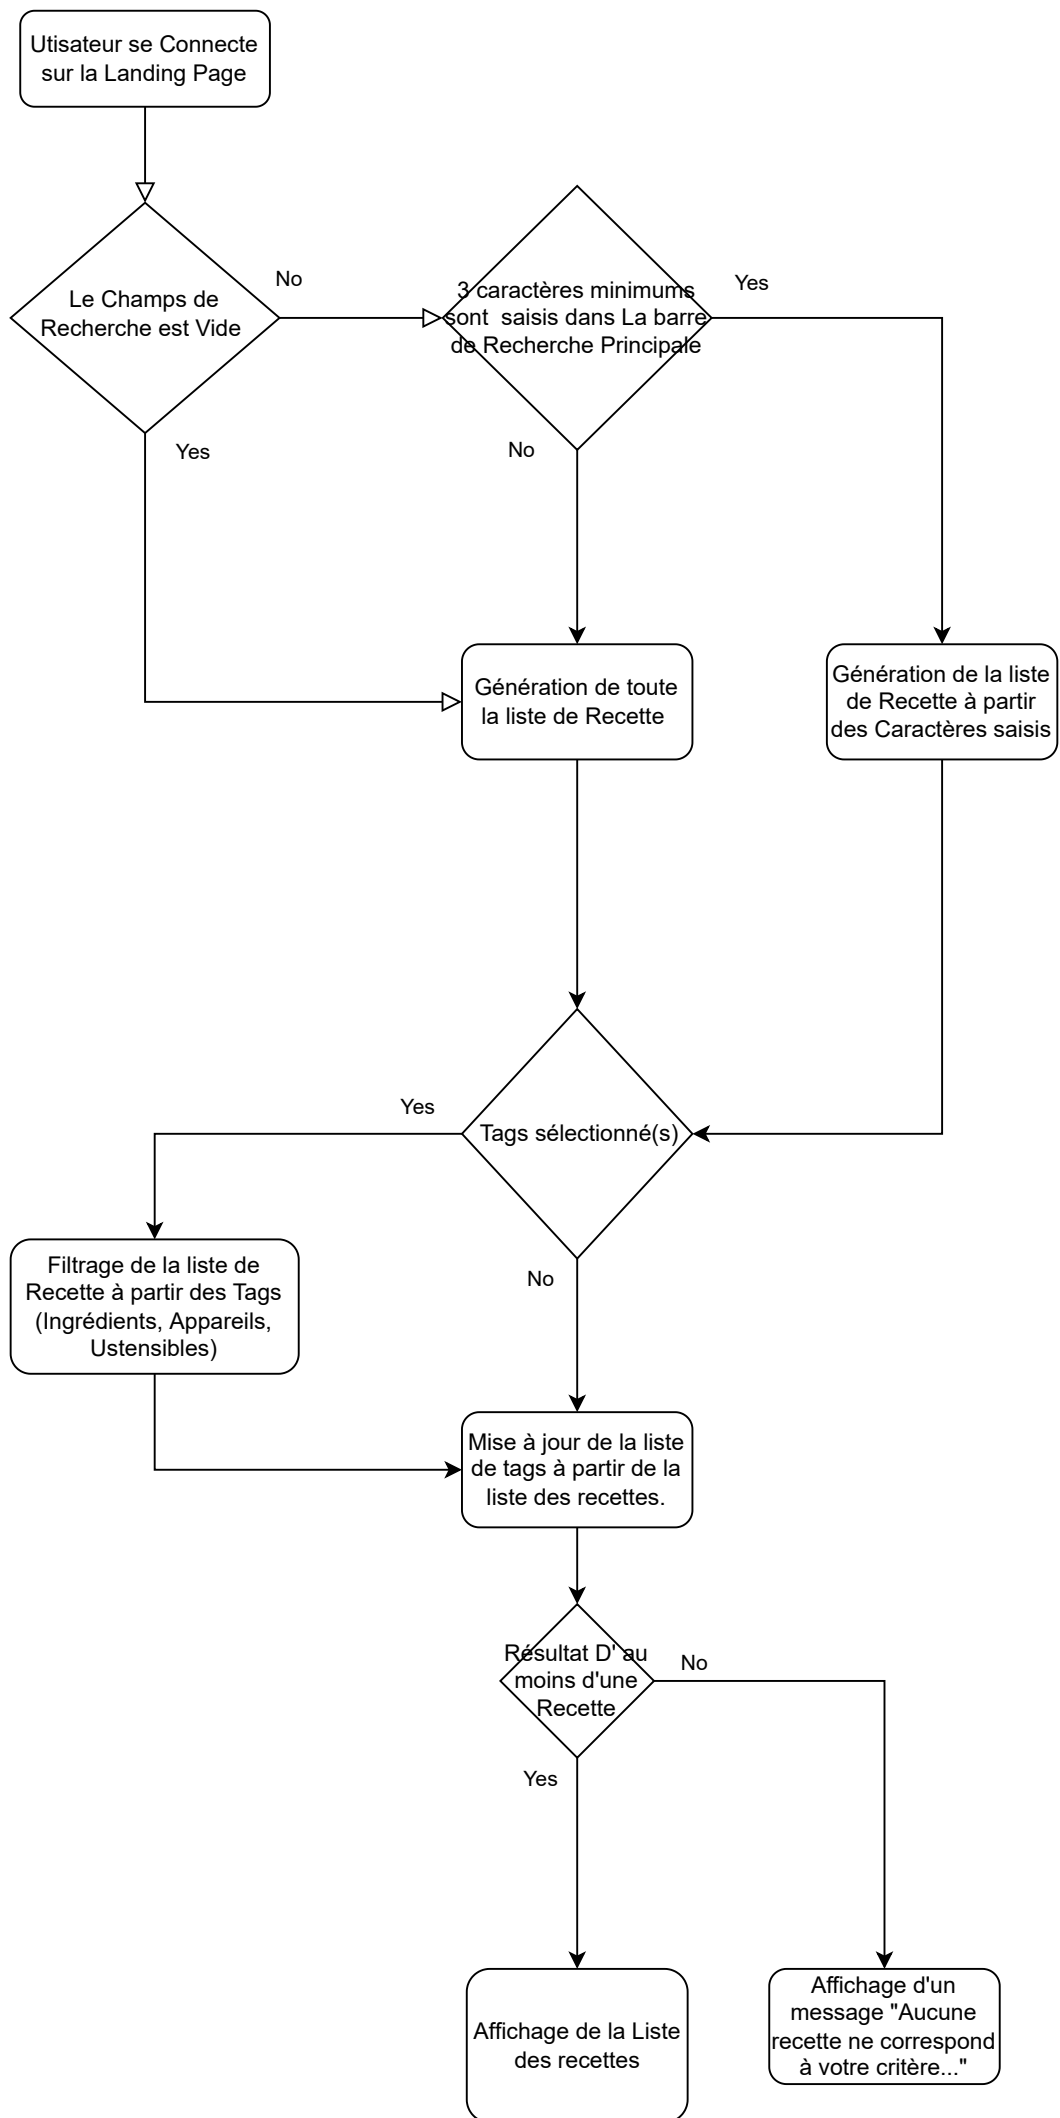 Utisateur se Connecte
sur la Landing Page
Le Champs de
Recherche est Vide
No
3 caractères minimums
sont saisis dans La barre
de Recherche Principale
Yes
Yes
No
Génération de toute
la liste de Recette
Génération de la liste
de Recette à partir
des Caractères saisis
Yes
Tags sélectionné(s)
No
Filtrage de la liste de
Recette à partir des Tags
(Ingrédients, Appareils,
Ustensibles)
Mise à jour de la liste
de tags à partir de la
liste des recettes.
Résultat D' au
moins d'une
Recette
No
Yes
Affichage de la Liste
des recettes
Affichage d'un
message "Aucune
recette ne correspond
à votre critère..."